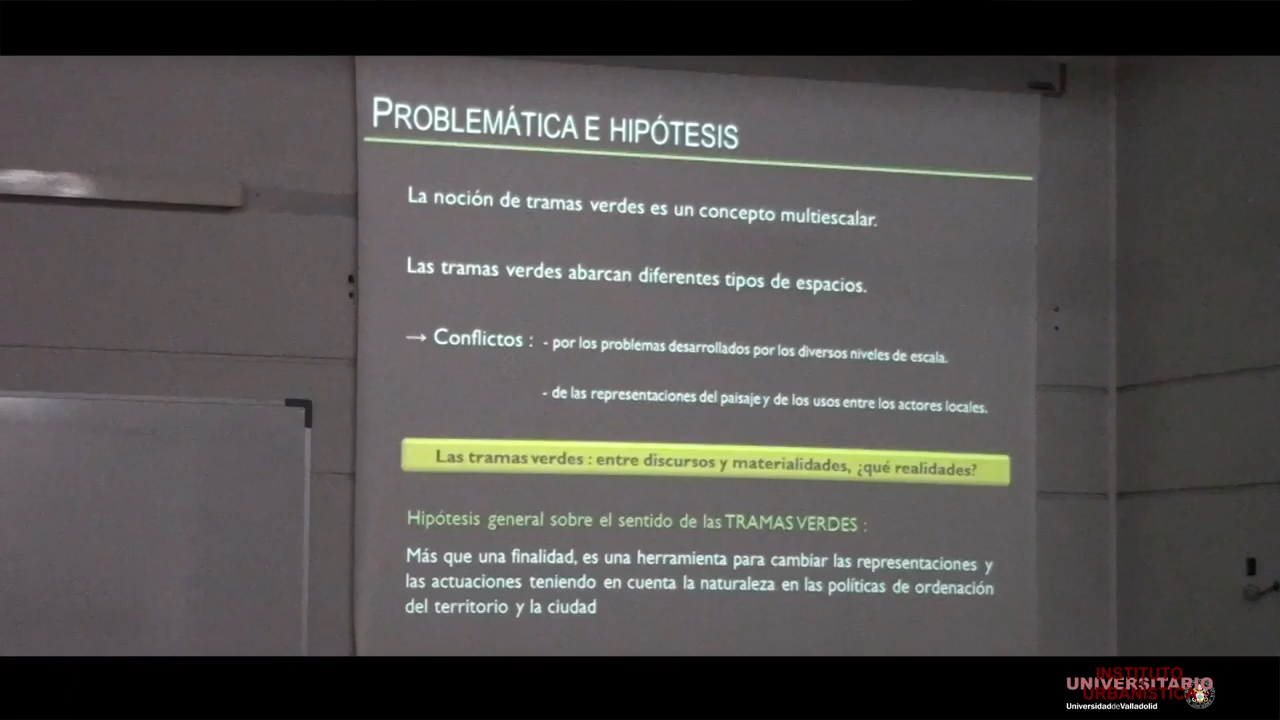 PROBLEMÁTICA E HIPÓTESIS
La noción de tramas verdes es un concepto multiescalar.
Las tramas verdes abarcan diferentes tipos de espacios.
→ Conflictos : - por los problemas desarrollados por los diversos niveles de escala.
- de las representaciones del paisaje y de los usos entre los actores locales.
Las tramas verdes : entre discursos y materialidades, ¿qué realidades?
Hipótesis general sobre el sentido de las TRAMAS VERDES :
Más que una finalidad, es una herramienta para cambiar las representaciones y
las actuaciones teniendo en cuenta la naturaleza en las políticas de ordenación
del territorio y la ciudad
INSTITUTO
UNIVERSITARIO
URBANÍSTICA
UniversidaddeValladolid